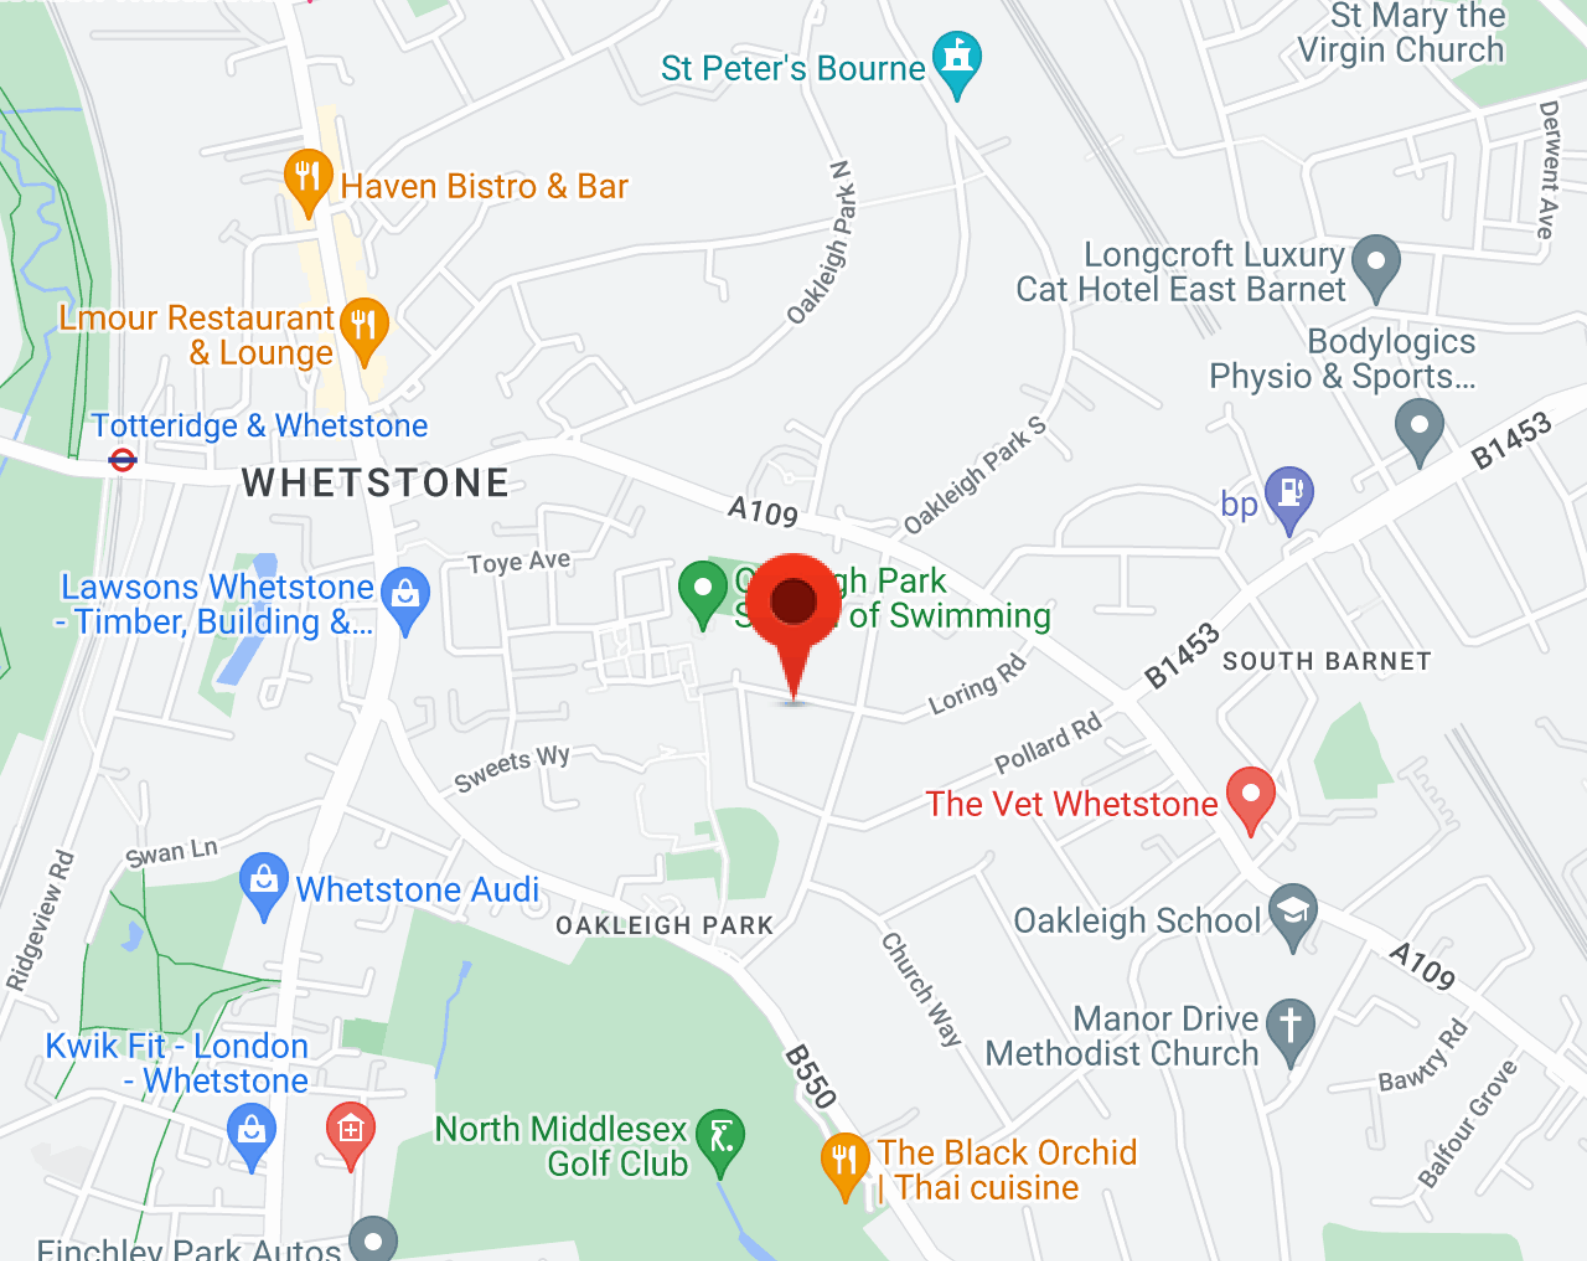 St Mary the
Virgin Church
St Peter's Bourne
Derwent Ave
Haven Bistro & Bar
Oakleigh Park N
Longcroft Luxury
Cat Hotel East Barnet
Lmour Restaurant
& Lounge
Bodylogics
Physio & Sports...
Totteridge & Whetstone
WHETSTONE
B1453
Oakleigh Park S
A109
bp
Toye Ave
Lawsons Whetstone
- Timber, Building &...
gh Park
of Swimming
B1453
SOUTH BARNET
Loring Rd
Pollard Rd
Sweets Wy
The Vet Whetstone
Swan Ln
Ridgeview Rd
Whetstone Audi
OAKLEIGH PARK
Oakleigh School
Church Way
A109
Manor Drive
Methodist Church
Kwik Fit - London
- Whetstone
B550
Bawtry Rd
Balfour Grove
North Middlesex
Golf Club
The Black Orchid
| Thai cuisine
Finchley Park Autos